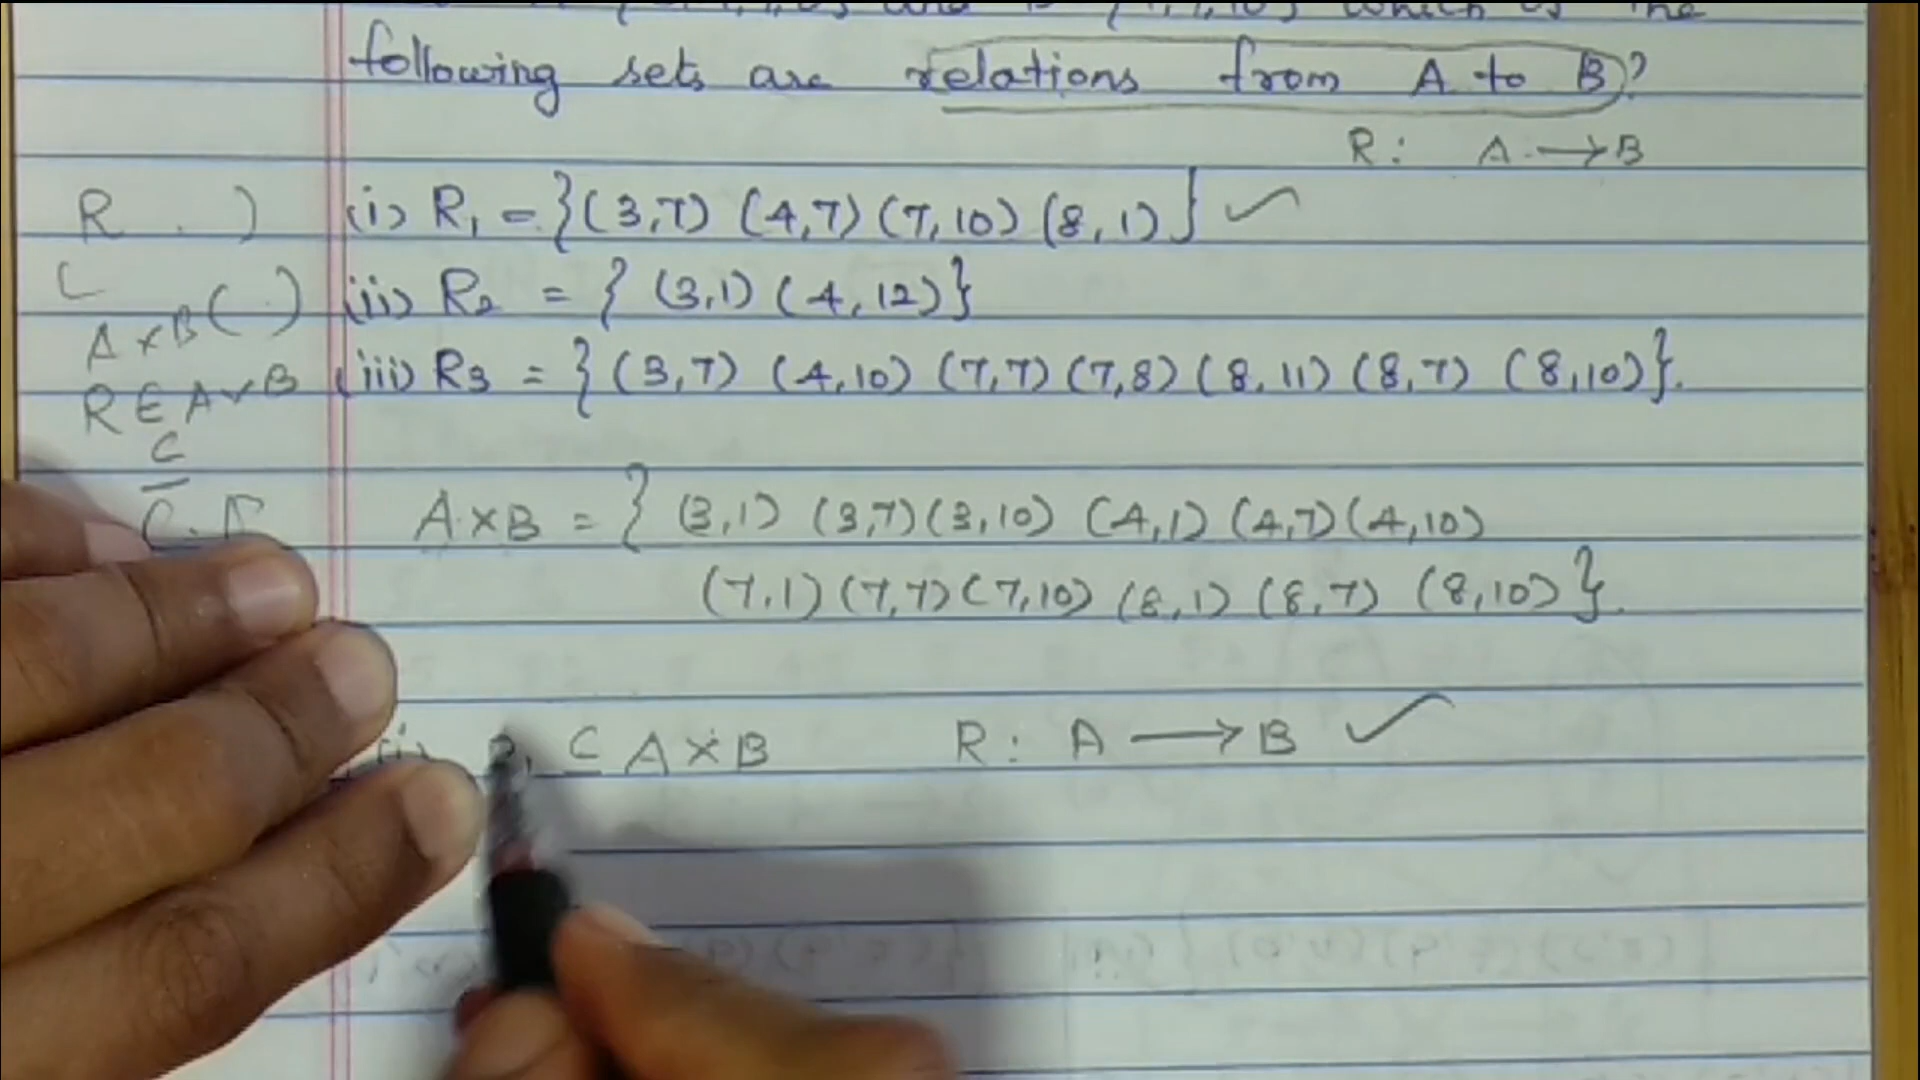 following sets are relations from A to B?
R: A → B
R . )
(i) R₁ = {(3,7) (4,7) (7,10) (8,1)} ✓
(ii) R₂ = { (3,1) (4,12)}
A×B ( . )
(iii) R₃ = { (3,7) (4,10) (7,7) (7,8) (8,11) (8,7) (8,10)}.
R ∈ A×B
⊆
A×B = { (3,1) (3,7) (3,10) (4,1) (4,7) (4,10)
(7,1) (7,7) (7,10) (8,1) (8,7) (8,10) }.
(i) R₁ ⊆ A×B R: A → B ✓